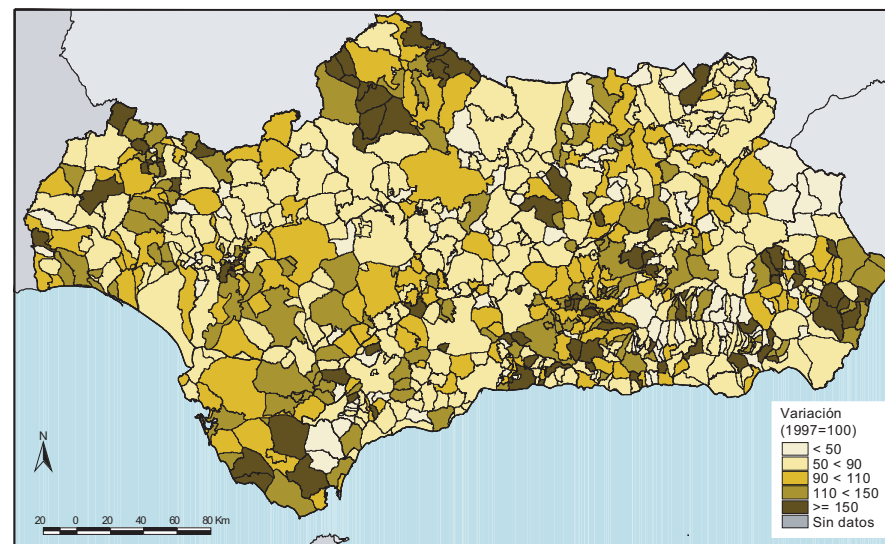 Variación
(1997=100)
< 50
50 < 90
90 < 110
110 < 150
>= 150
Sin datos
N
20 0 20 40 60 80 Km